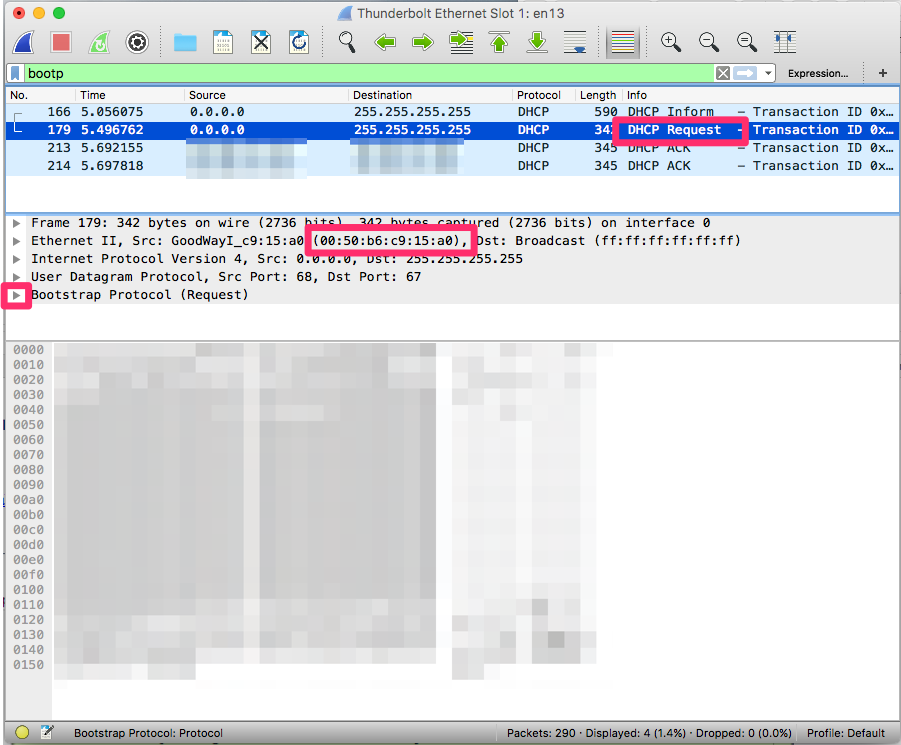 Thunderbolt Ethernet Slot 1: en13
bootp Expression... +
No. Time Source Destination Protocol Length Info
166 5.056075 0.0.0.0 255.255.255.255 DHCP 590 DHCP Inform – Transaction ID 0x…
179 5.496762 0.0.0.0 255.255.255.255 DHCP 342 DHCP Request – Transaction ID 0x…
213 5.692155 DHCP 345 DHCP ACK – Transaction ID 0x…
214 5.697818 DHCP 345 DHCP ACK – Transaction ID 0x…
Frame 179: 342 bytes on wire (2736 bits), 342 bytes captured (2736 bits) on interface 0
Ethernet II, Src: GoodWayI_c9:15:a0 (00:50:b6:c9:15:a0), Dst: Broadcast (ff:ff:ff:ff:ff:ff)
Internet Protocol Version 4, Src: 0.0.0.0, Dst: 255.255.255.255
User Datagram Protocol, Src Port: 68, Dst Port: 67
Bootstrap Protocol (Request)
0000
0010
0020
0030
0040
0050
0060
0070
0080
0090
00a0
00b0
00c0
00d0
00e0
00f0
0100
0110
0120
0130
0140
0150
Bootstrap Protocol: Protocol Packets: 290 · Displayed: 4 (1.4%) · Dropped: 0 (0.0%) Profile: Default